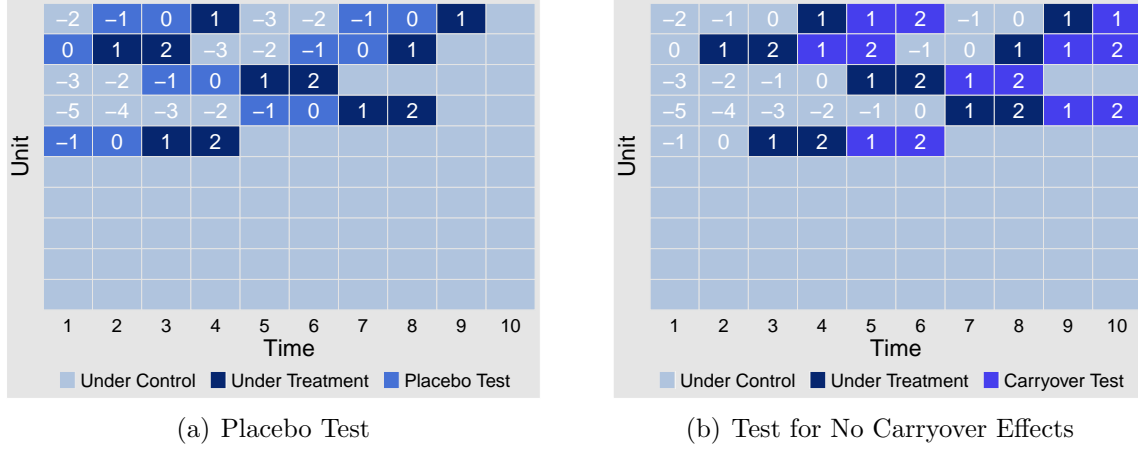 −2 −1 0 1 −3 −2 −1 0 1
0 1 2 −3 −2 −1 0 1
−3 −2 −1 0 1 2
−5 −4 −3 −2 −1 0 1 2
−1 0 1 2
Unit
1 2 3 4 5 6 7 8 9 10
Time
Under Control Under Treatment Placebo Test
(a) Placebo Test
−2 −1 0 1 1 2 −1 0 1 1
0 1 2 1 2 −1 0 1 1 2
−3 −2 −1 0 1 2 1 2
−5 −4 −3 −2 −1 0 1 2 1 2
−1 0 1 2 1 2
Unit
1 2 3 4 5 6 7 8 9 10
Time
Under Control Under Treatment Carryover Test
(b) Test for No Carryover Effects